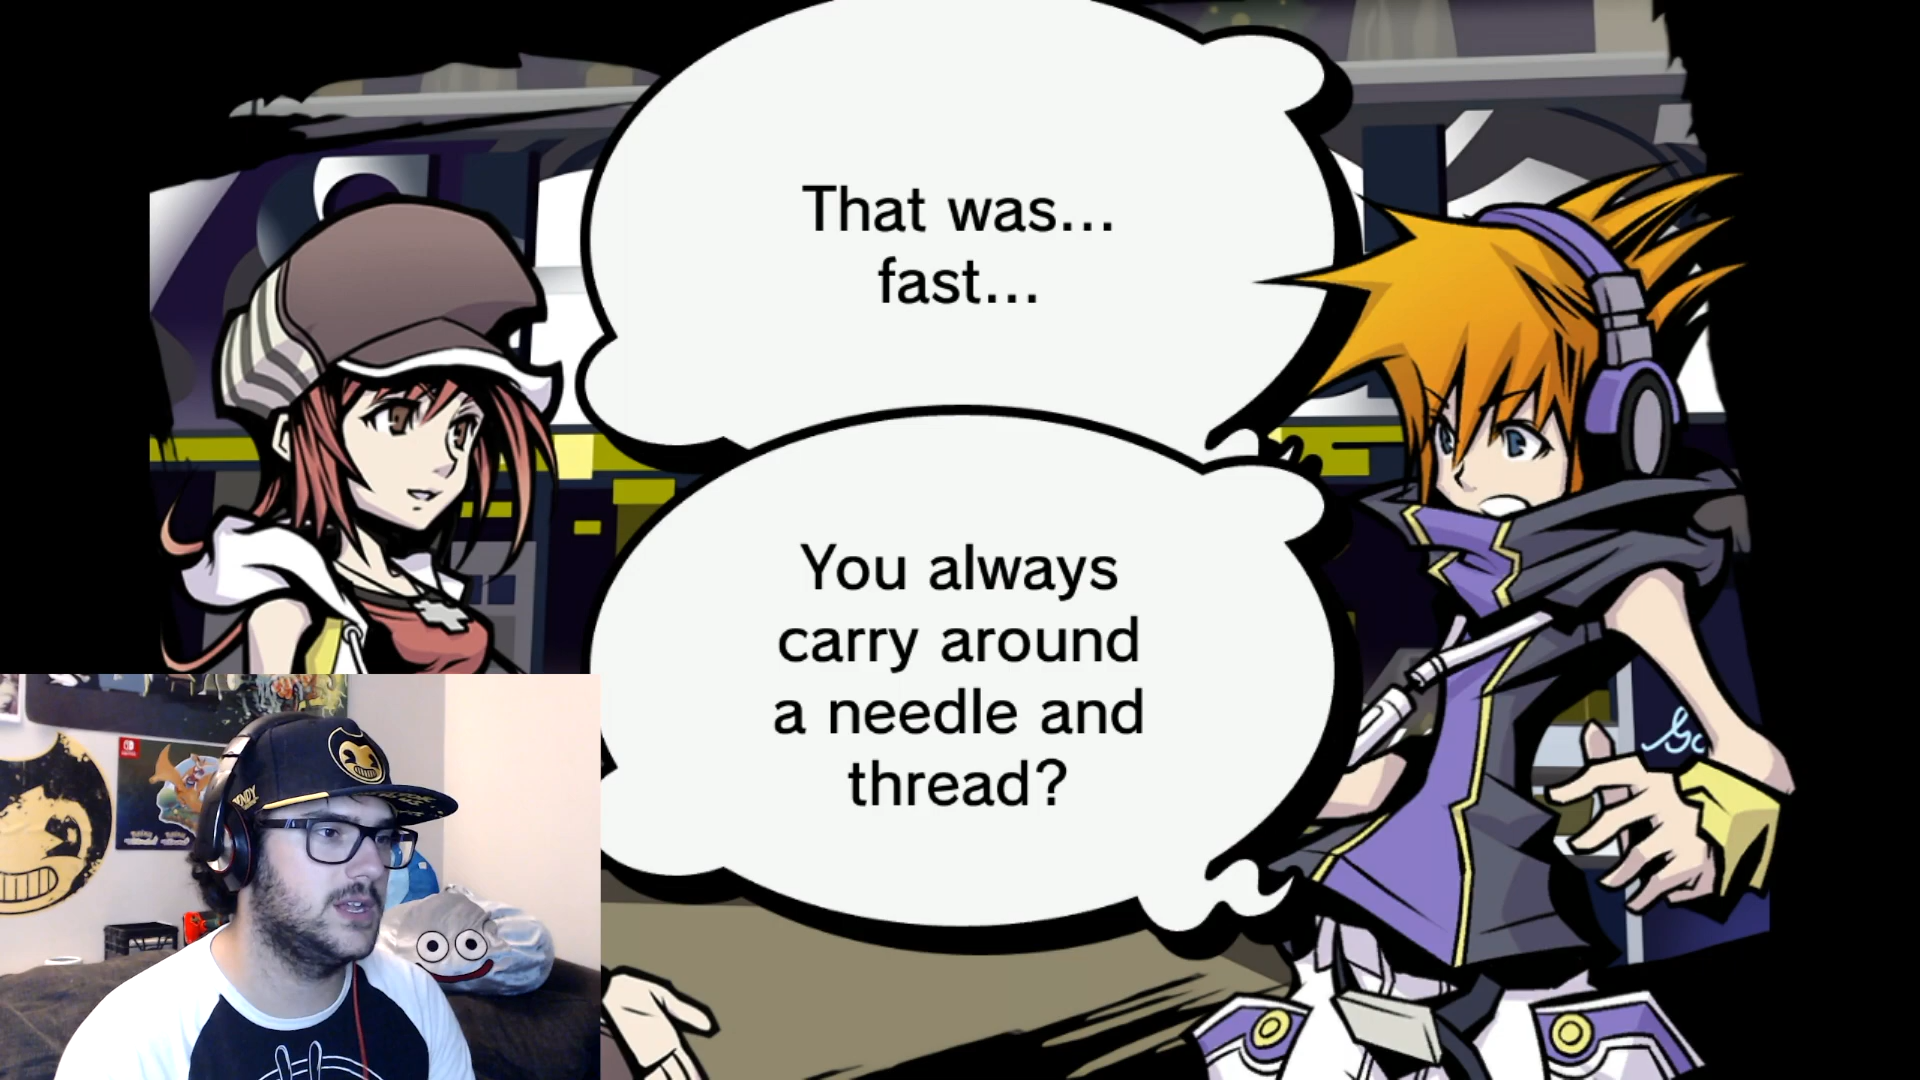 That was...
fast...
You always
carry around
a needle and
thread?